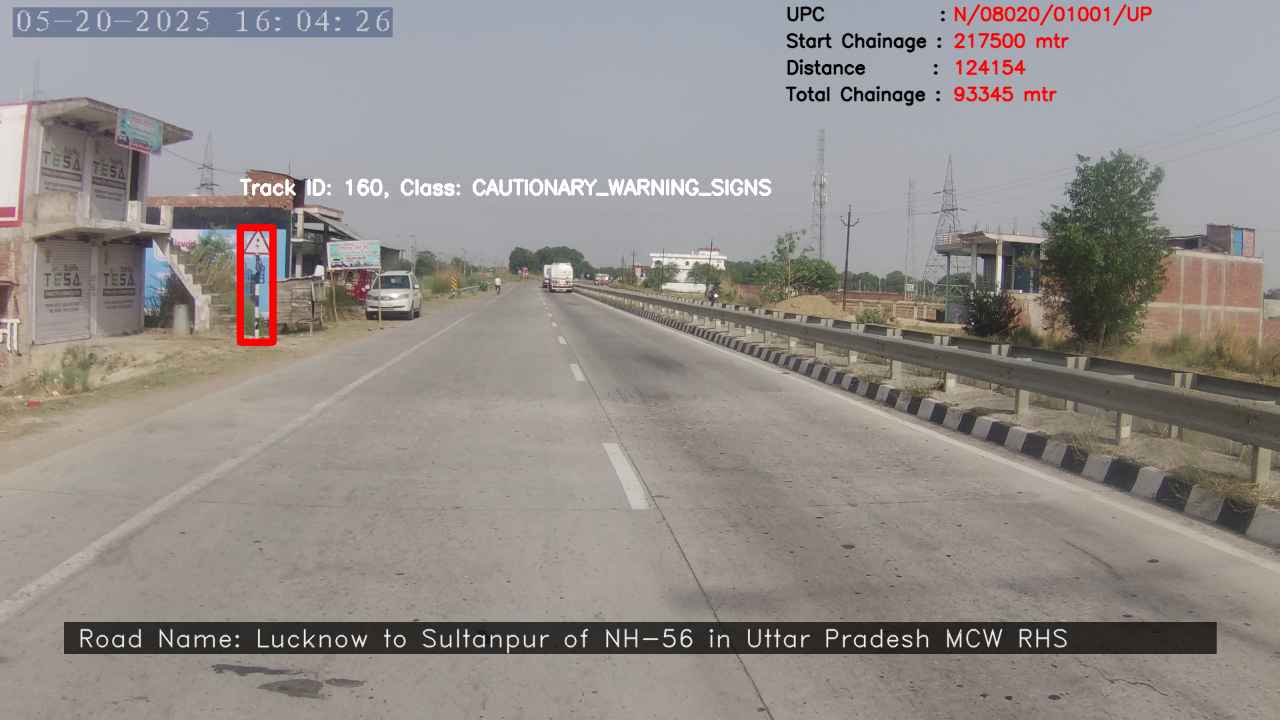 05-20-2025 16:04:26
UPC : N/08020/01001/UP
Start Chainage : 217500 mtr
Distance : 124154
Total Chainage : 93345 mtr
Track ID: 160, Class: CAUTIONARY_WARNING_SIGNS
TESA
TESA
TESA
TESA
Road Name: Lucknow to Sultanpur of NH-56 in Uttar Pradesh MCW RHS